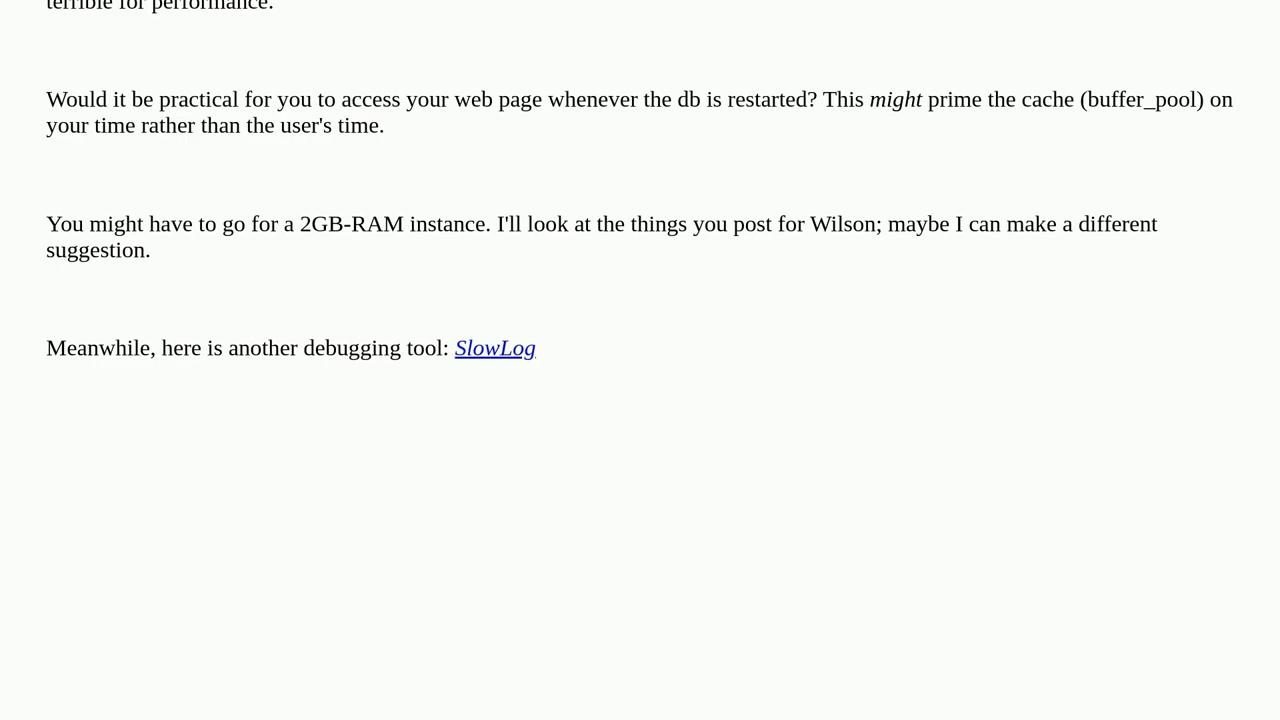 terrible for performance.
Would it be practical for you to access your web page whenever the db is restarted? This might prime the cache (buffer_pool) on
your time rather than the user's time.
You might have to go for a 2GB-RAM instance. I'll look at the things you post for Wilson; maybe I can make a different
suggestion.
Meanwhile, here is another debugging tool: SlowLog